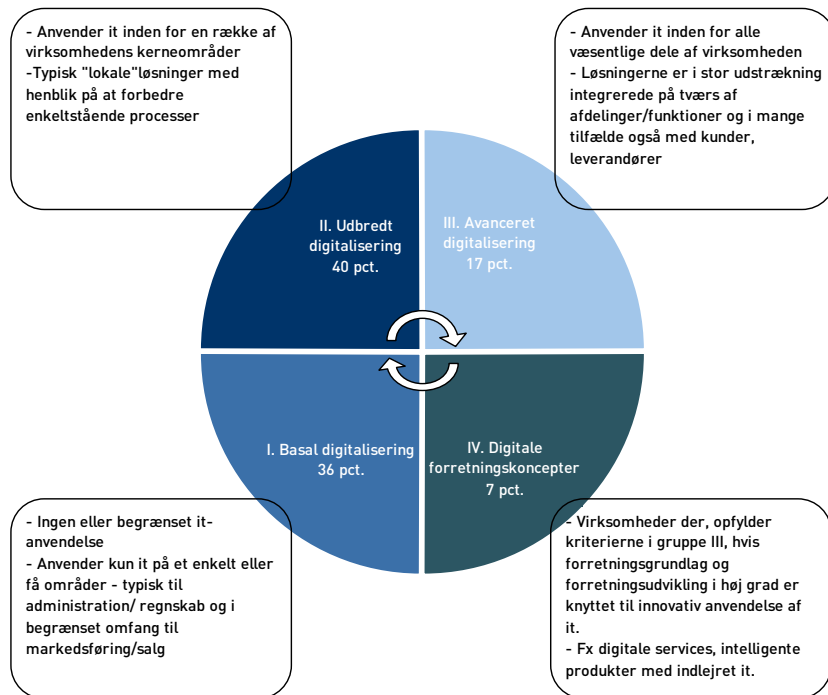 - Anvender it inden for en række af
virksomhedens kerneområder
-Typisk "lokale"løsninger med
henblik på at forbedre
enkeltstående processer
- Anvender it inden for alle
væsentlige dele af virksomheden
- Løsningerne er i stor udstrækning
integrerede på tværs af
afdelinger/funktioner og i mange
tilfælde også med kunder,
leverandører
II. Udbredt
digitalisering
40 pct.
III. Avanceret
digitalisering
17 pct.
I. Basal digitalisering
36 pct.
IV. Digitale
forretningskoncepter
7 pct.
- Ingen eller begrænset it-
anvendelse
- Anvender kun it på et enkelt eller
få områder - typisk til
administration/ regnskab og i
begrænset omfang til
markedsføring/salg
- Virksomheder der, opfylder
kriterierne i gruppe III, hvis
forretningsgrundlag og
forretningsudvikling i høj grad er
knyttet til innovativ anvendelse af
it.
- Fx digitale services, intelligente
produkter med indlejret it.